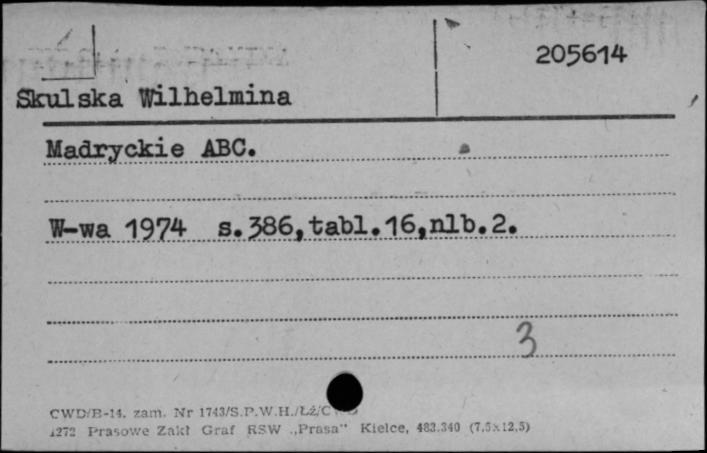 205614
Skulska Wilhelmina
Madryckie ABC.
W-wa 1974 s.386,tabl.16,nlb.2.
3
CWD/B-14. zam. Nr 1743/S.P.W.H./Łż/
1272 Prasowe Zakł Graf RSW „Prasa" Kielce, 483.340 (7,5x12,5)